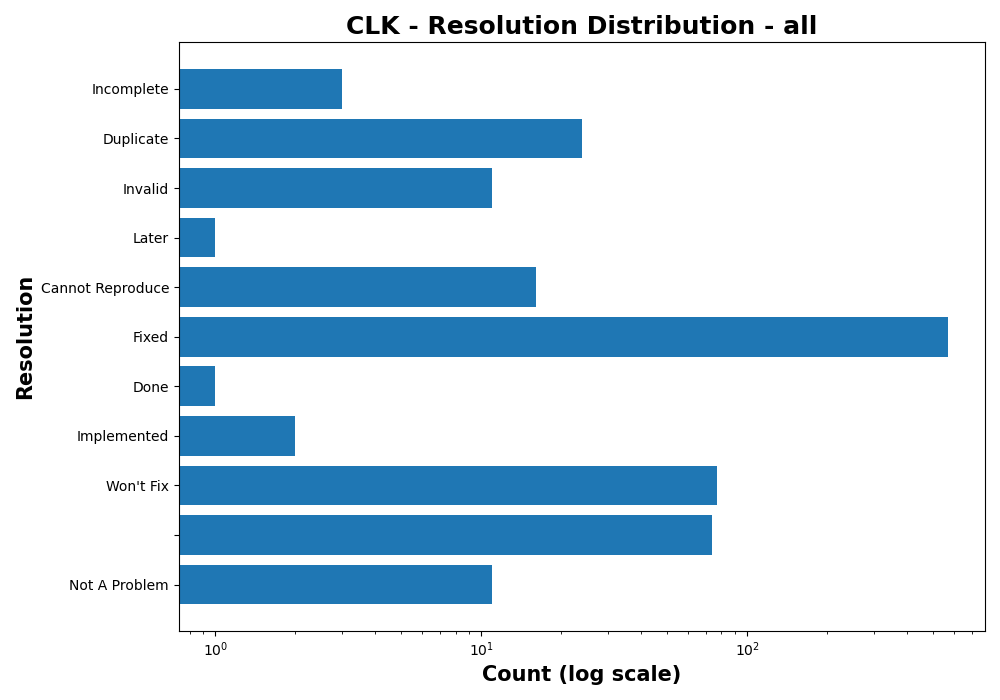 CLK - Resolution Distribution - all
Incomplete
Duplicate
Invalid
Later
Cannot Reproduce
Fixed
Done
Implemented
Won't Fix
Not A Problem
Resolution
10⁰ 10¹ 10²
Count (log scale)